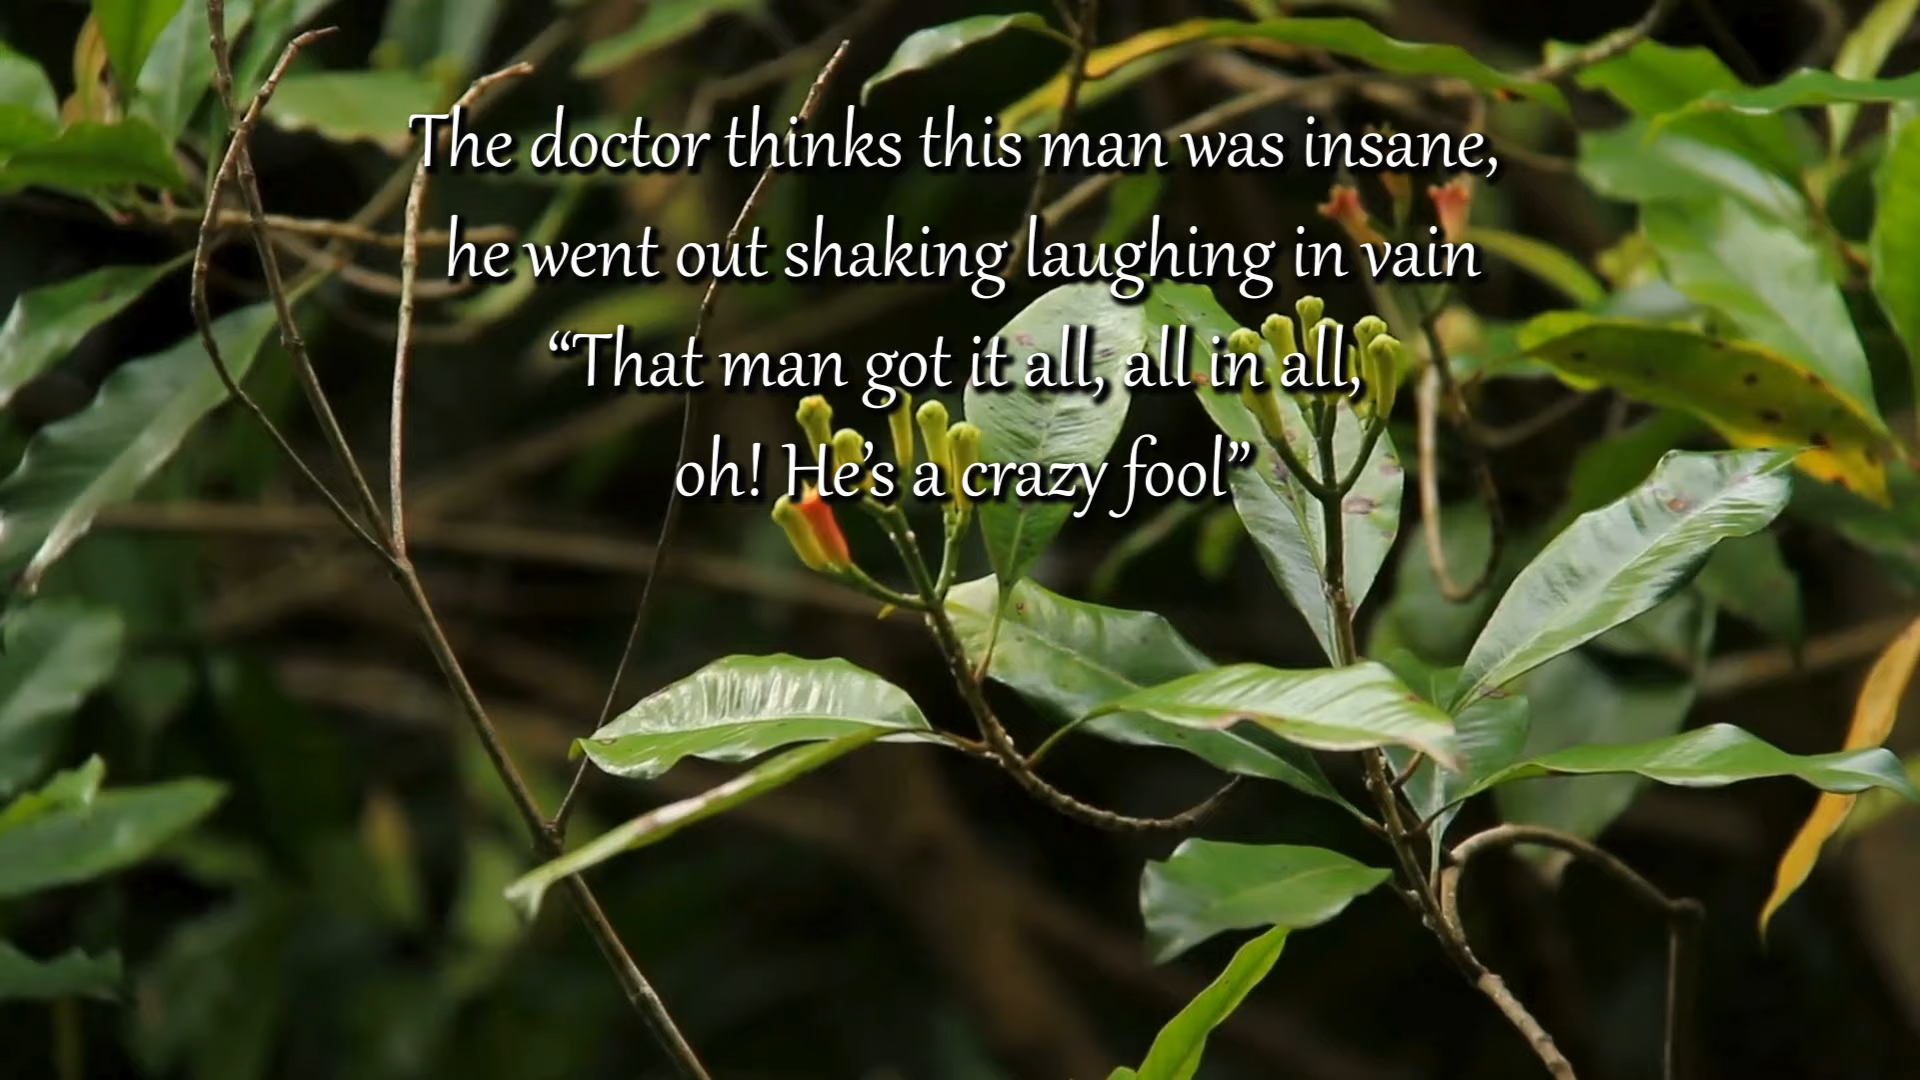 The doctor thinks this man was insane,
he went out shaking laughing in vain
“That man got it all, all in all,
oh! He’s a crazy fool”